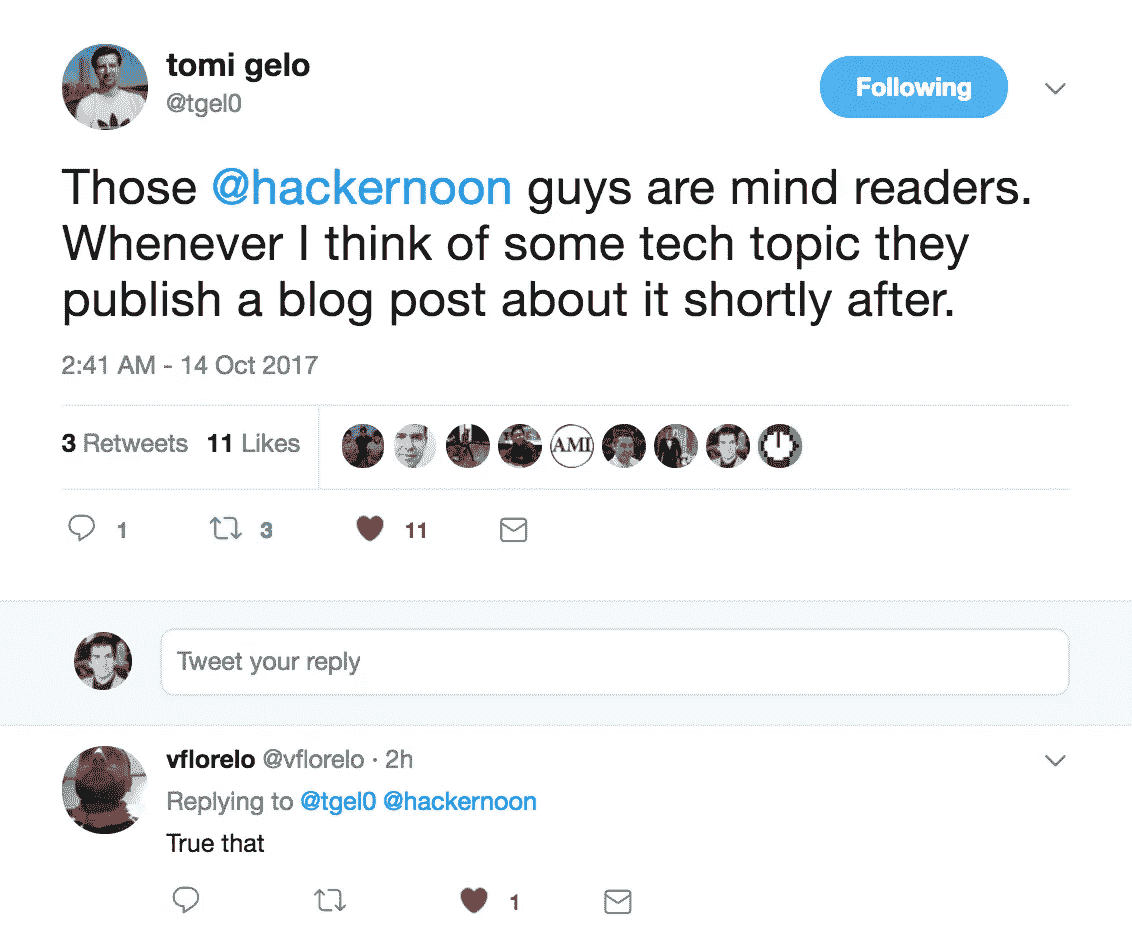 tomi gelo
@tgel0
Following
Those @hackernoon guys are mind readers.
Whenever I think of some tech topic they
publish a blog post about it shortly after.
2:41 AM - 14 Oct 2017
3 Retweets 11 Likes
AMI
1 3 11
Tweet your reply
vflorelo @vflorelo · 2h
Replying to @tgel0 @hackernoon
True that
1